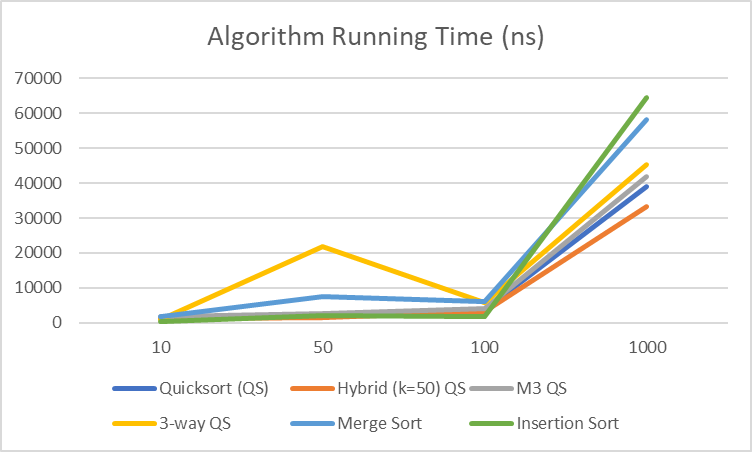 Algorithm Running Time (ns)
70000
60000
50000
40000
30000
20000
10000
0
10 50 100 1000
Quicksort (QS) Hybrid (k=50) QS M3 QS
3-way QS Merge Sort Insertion Sort